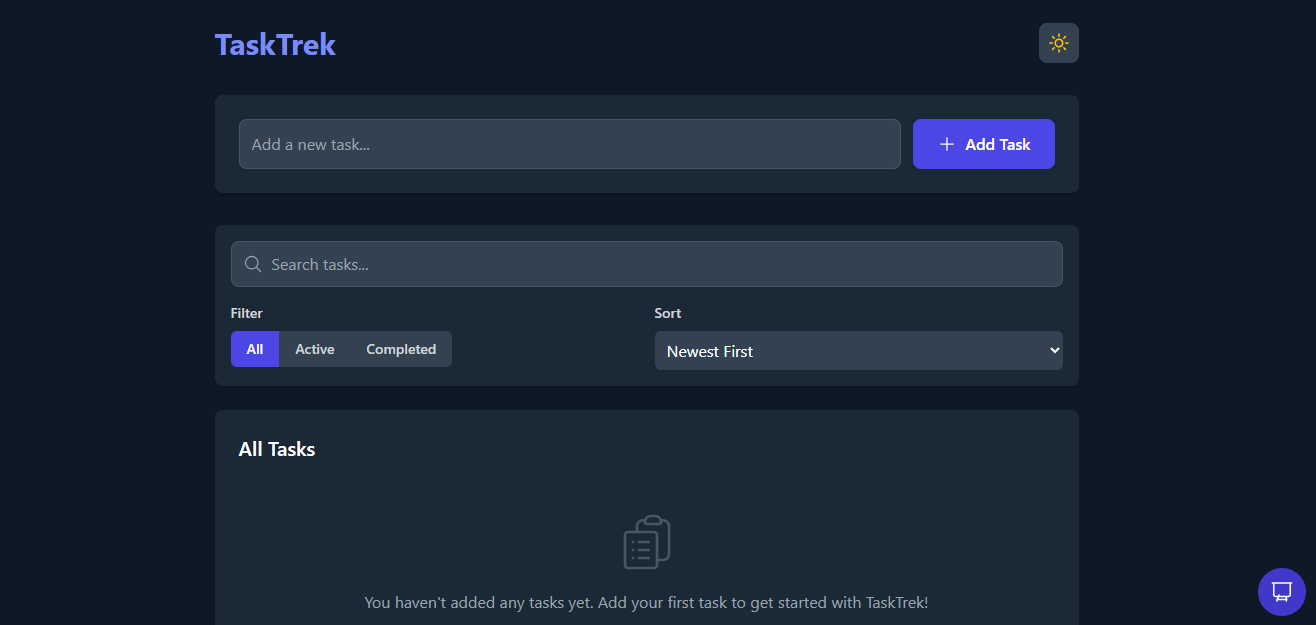 TaskTrek
Add a new task...
Add Task
Search tasks...
Filter
Sort
All Active Completed
Newest First
All Tasks
You haven't added any tasks yet. Add your first task to get started with TaskTrek!